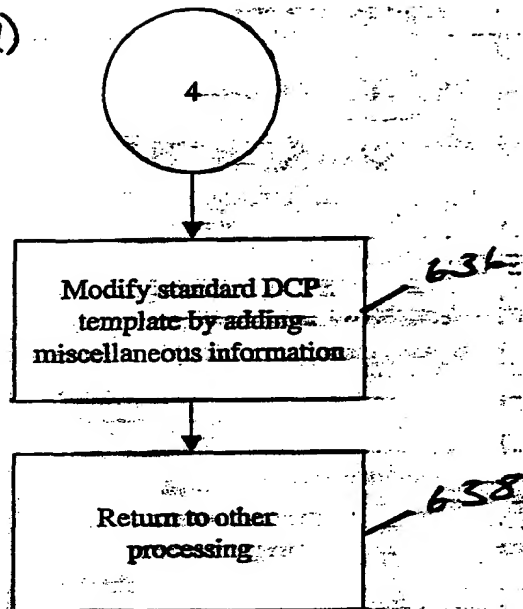 4
Modify standard DCP
template by adding
miscellaneous information
636
Return to other
processing
638